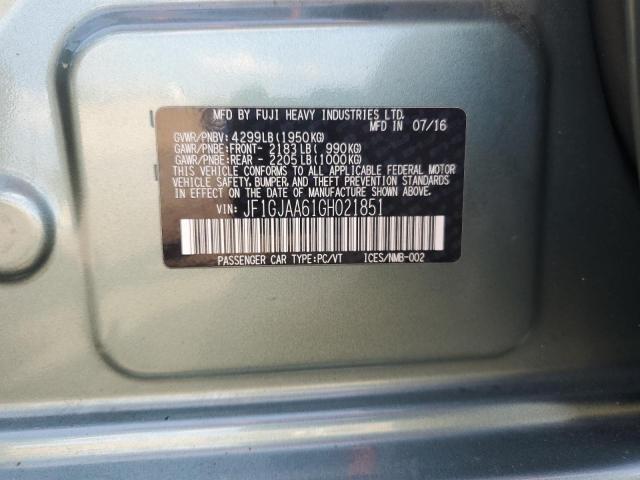 MFD BY FUJI HEAVY INDUSTRIES LTD.
MFD IN 07/16
GVWR/PNBV: 4299LB(1950KG)
GAWR/PNBE: FRONT- 2183LB( 990KG)
GAWR/PNBE: REAR - 2205LB(1000KG)
THIS VEHICLE CONFORMS TO ALL APPLICABLE FEDERAL MOTOR
VEHICLE SAFETY, BUMPER, AND THEFT PREVENTION STANDARDS
IN EFFECT ON THE DATE OF MANUFACTURE SHOWN ABOVE.
VIN: JF1GJAA61GH021851
PASSENGER CAR TYPE:PC/VT ICES/NMB-002